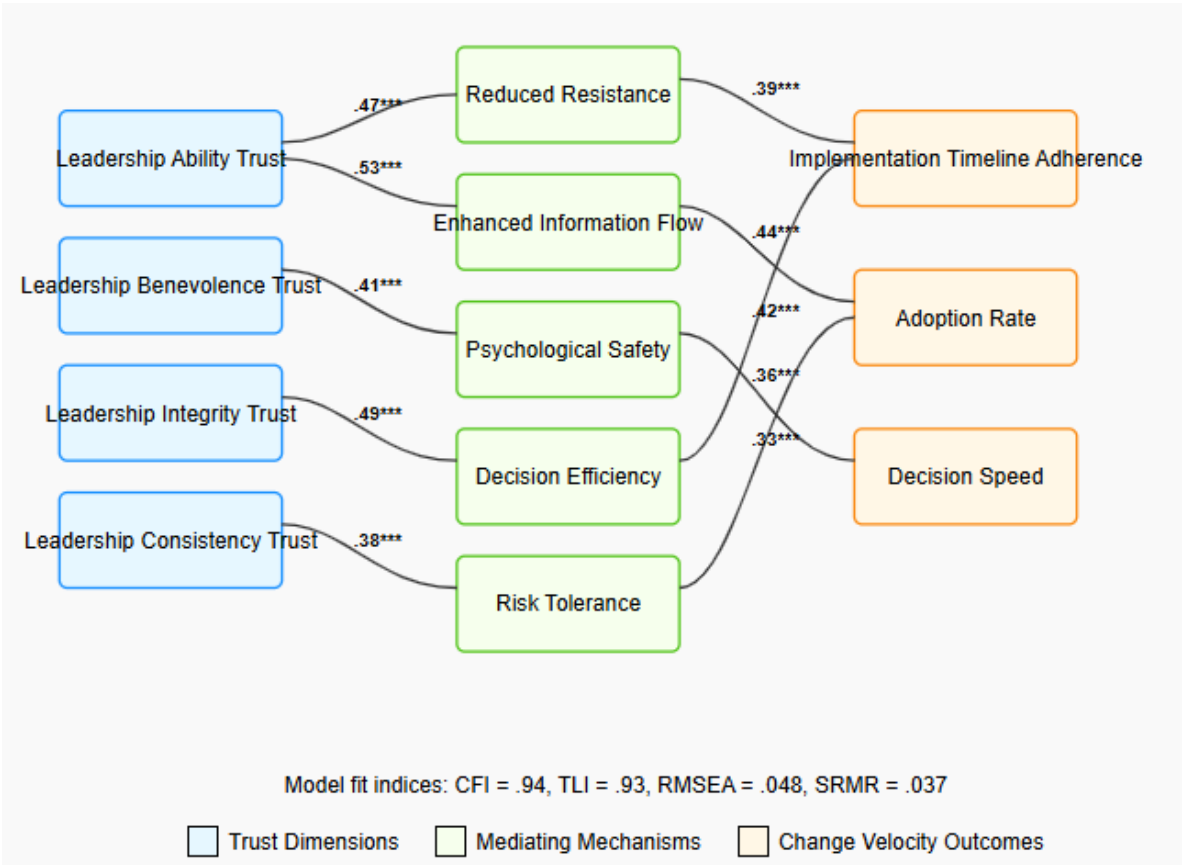 Reduced Resistance
.39***
.47***
Leadership Ability Trust
Implementation Timeline Adherence
.53***
Enhanced Information Flow
.44***
Leadership Benevolence Trust
.41***
.42***
Adoption Rate
Psychological Safety
.36***
Leadership Integrity Trust
.49***
.33***
Decision Efficiency
Decision Speed
Leadership Consistency Trust
.38***
Risk Tolerance
Model fit indices: CFI = .94, TLI = .93, RMSEA = .048, SRMR = .037
Trust Dimensions
Mediating Mechanisms
Change Velocity Outcomes